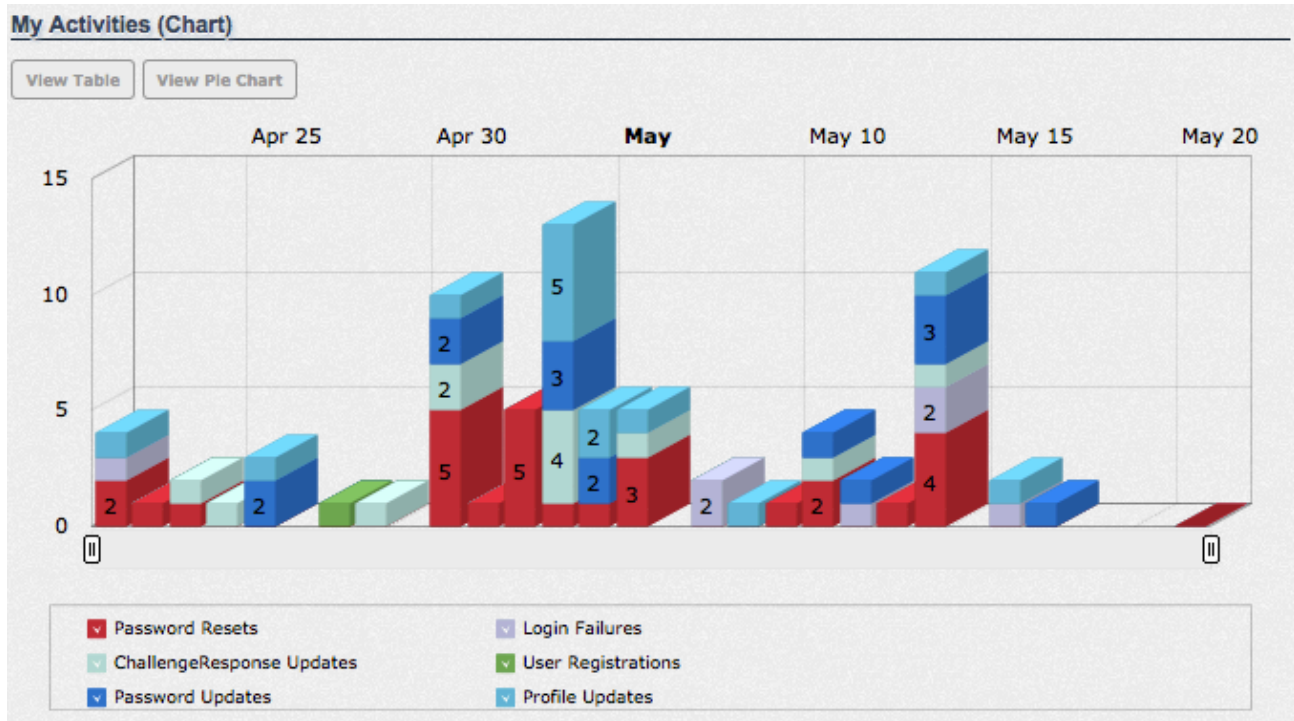 My Activities (Chart)
View Table View Pie Chart
Apr 25 Apr 30 May May 10 May 15 May 20
15
10
5
0
5
2 3
2 3
2 2
5 5 4 2 4
2 2 3 2 2
Password Resets Login Failures
ChallengeResponse Updates User Registrations
Password Updates Profile Updates